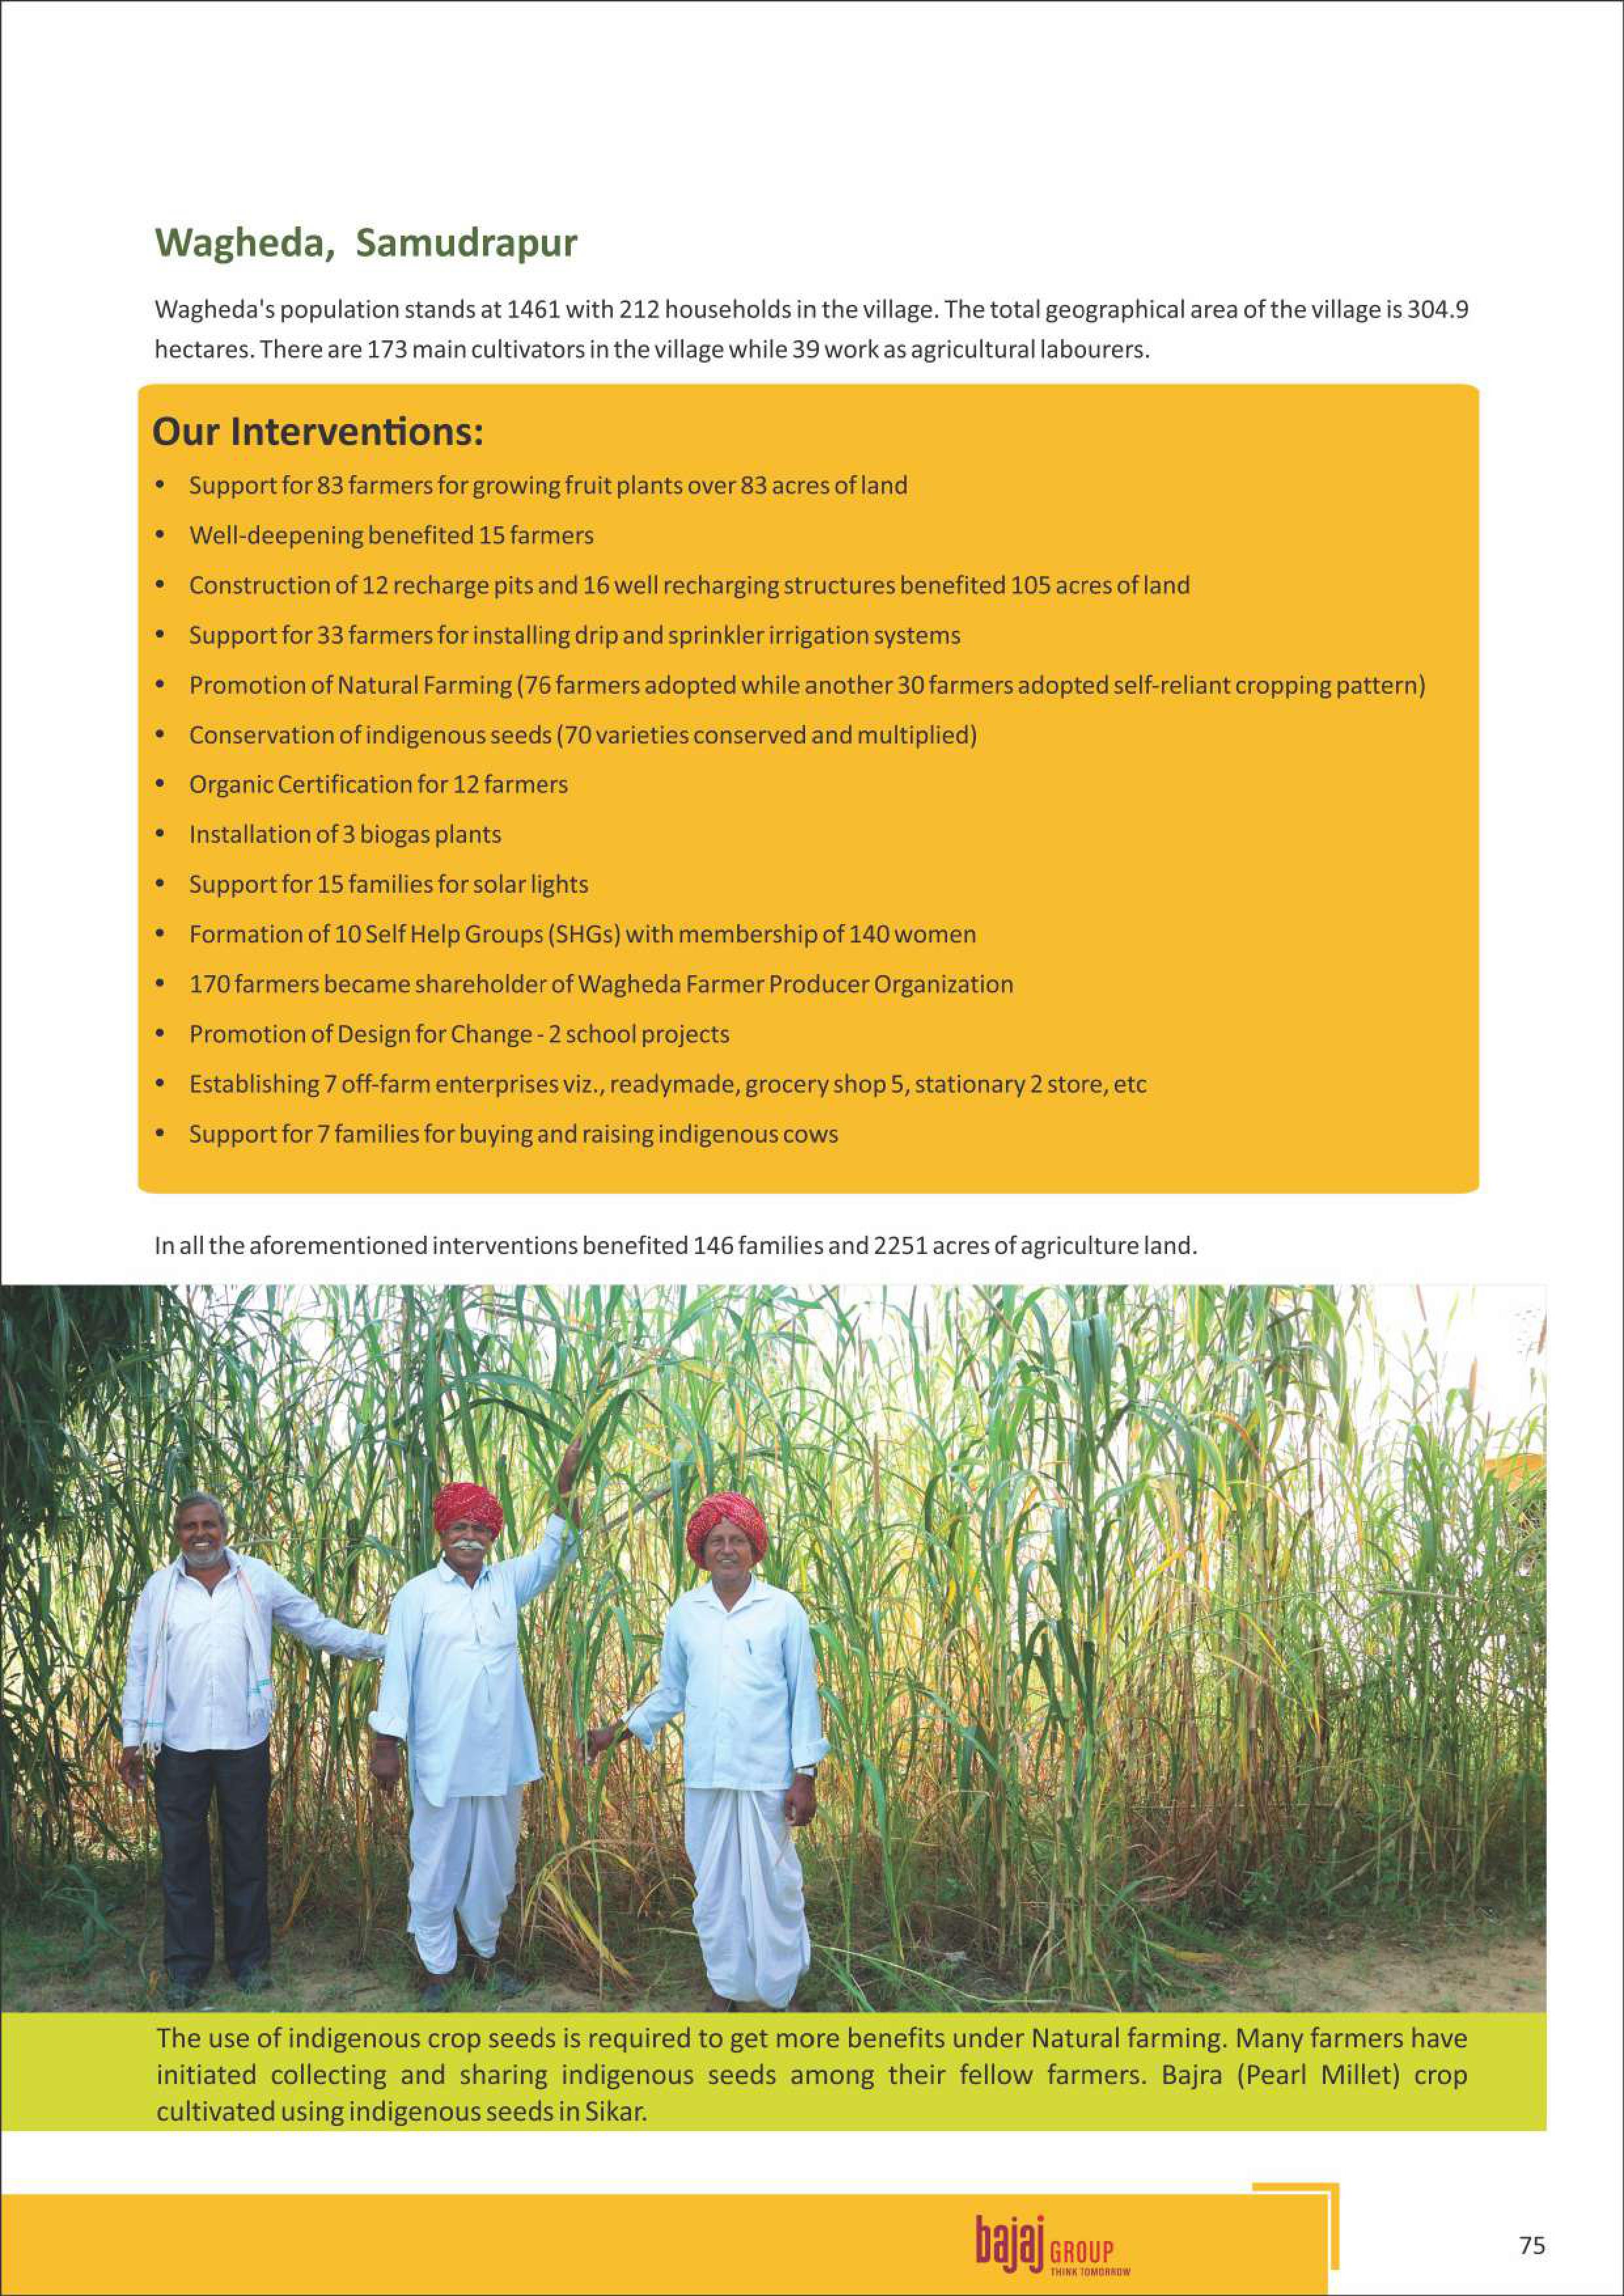 Wagheda, Samudrapur
Wagheda's population stands at 1461 with 212 households in the village. The total geographical area of the village is 304.9
hectares. There are 173 main cultivators in the village while 39 work as agricultural labourers.
Our Interventions:
• Support for 83 farmers for growing fruit plants over 83 acres of land
• Well-deepening benefited 15 farmers
• Construction of 12 recharge pits and 16 well recharging structures benefited 105 acres of land
• Support for 33 farmers for installing drip and sprinkler irrigation systems
• Promotion of Natural Farming (76 farmers adopted while another 30 farmers adopted self-reliant cropping pattern)
• Conservation of indigenous seeds (70 varieties conserved and multiplied)
• Organic Certification for 12 farmers
• Installation of 3 biogas plants
• Support for 15 families for solar lights
• Formation of 10 Self Help Groups (SHGs) with membership of 140 women
• 170 farmers became shareholder of Wagheda Farmer Producer Organization
• Promotion of Design for Change - 2 school projects
• Establishing 7 off-farm enterprises viz., readymade, grocery shop 5, stationary 2 store, etc
• Support for 7 families for buying and raising indigenous cows
In all the aforementioned interventions benefited 146 families and 2251 acres of agriculture land.
The use of indigenous crop seeds is required to get more benefits under Natural farming. Many farmers have
initiated collecting and sharing indigenous seeds among their fellow farmers. Bajra (Pearl Millet) crop
cultivated using indigenous seeds in Sikar.
bajaj GROUP
THINK TOMORROW
75